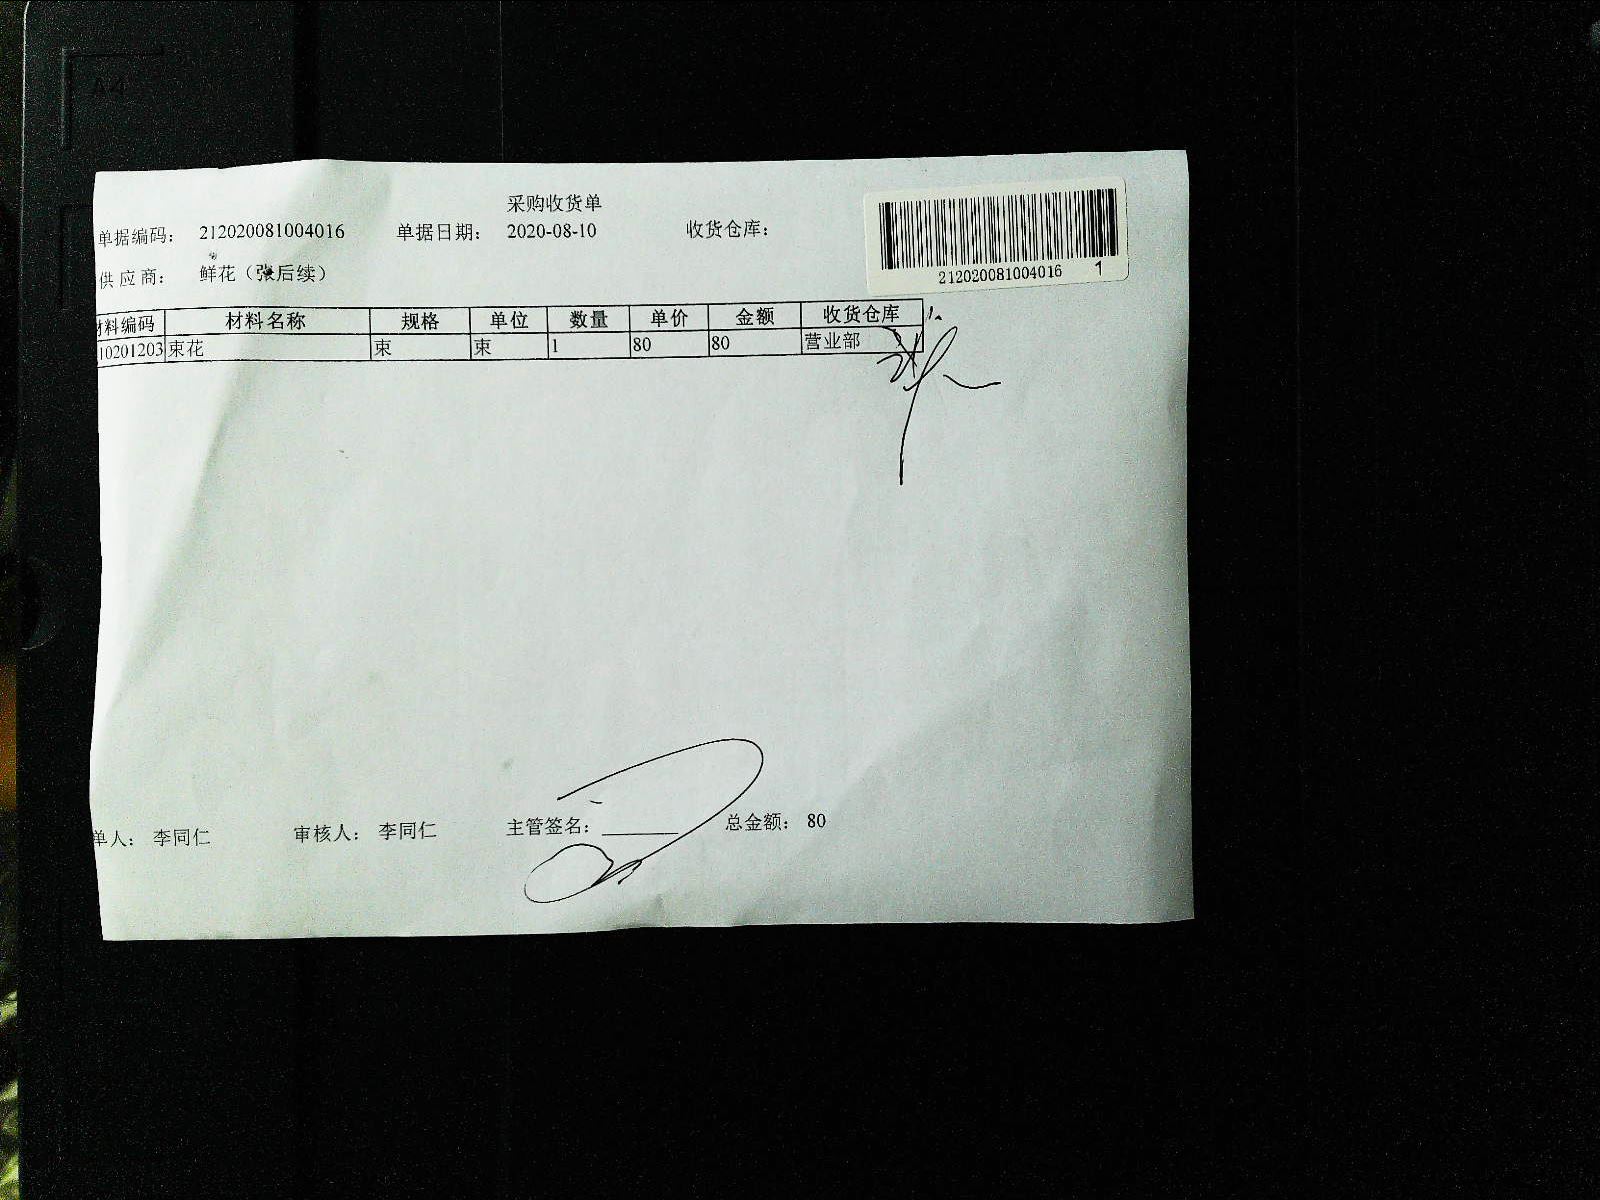 采购收货单
单据编码: 212020081004016 单据日期: 2020-08-10 收货仓库:
212020081004016 1
供应商: 鲜花(张后续)
材料编码 材料名称 规格 单位 数量 单价 金额 收货仓库
10201203 束花 束 束 1 80 80 营业部
单人: 李同仁 审核人: 李同仁 主管签名: ________ 总金额: 80